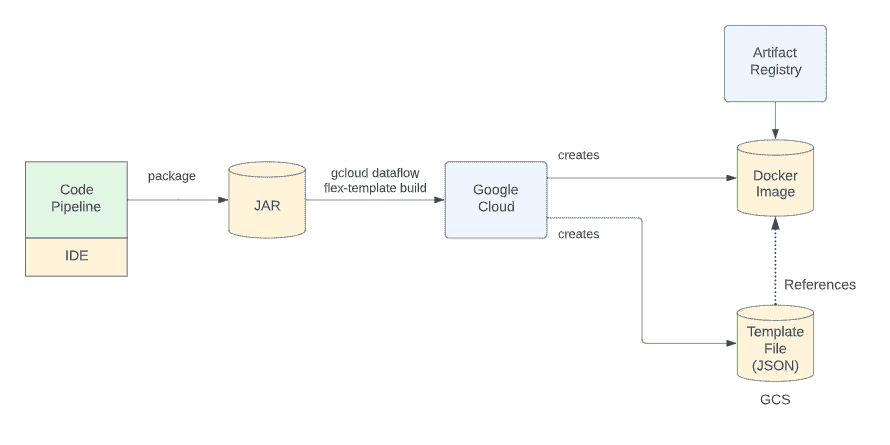 Artifact
Registry
Code
Pipeline
IDE
package
JAR
gcloud dataflow
flex-template build
Google
Cloud
creates
creates
Docker
Image
References
Template
File
(JSON)
GCS